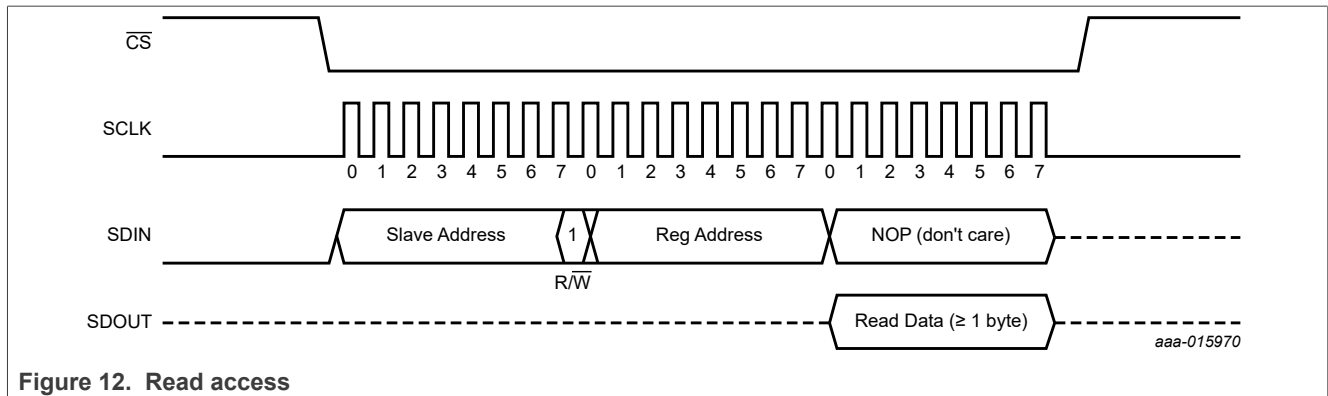 CS
SCLK
0 1 2 3 4 5 6 7 0 1 2 3 4 5 6 7 0 1 2 3 4 5 6 7
SDIN Slave Address 1 Reg Address NOP (don't care)
R/W
SDOUT Read Data (≥ 1 byte)
aaa-015970
Figure 12. Read access